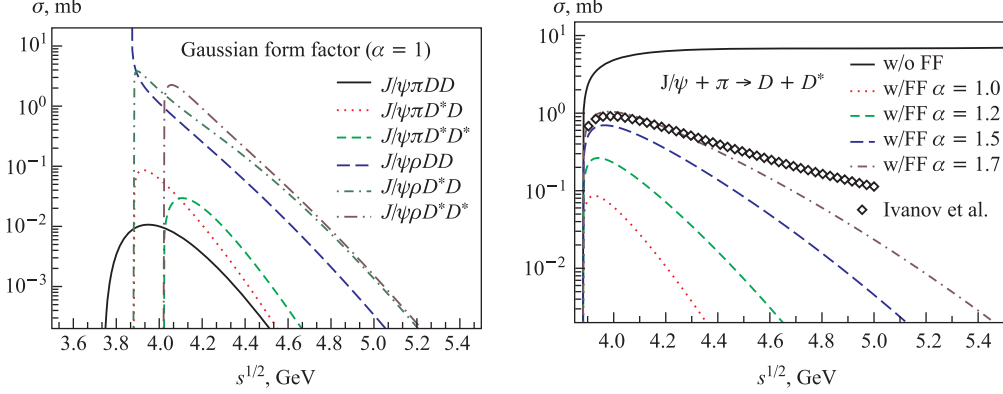 σ, mb
10¹
10⁰
10⁻¹
10⁻²
10⁻³
Gaussian form factor (α = 1)
J/ψπDD
J/ψπD*D
J/ψπD*D*
J/ψρDD
J/ψρD*D
J/ψρD*D*
3.6 3.8 4.0 4.2 4.4 4.6 4.8 5.0 5.2 5.4
s^{1/2}, GeV
σ, mb
10¹
10⁰
10⁻¹
10⁻²
J/ψ + π → D + D*
w/o FF
w/FF α = 1.0
w/FF α = 1.2
w/FF α = 1.5
w/FF α = 1.7
Ivanov et al.
4.0 4.2 4.4 4.6 4.8 5.0 5.2 5.4
s^{1/2}, GeV